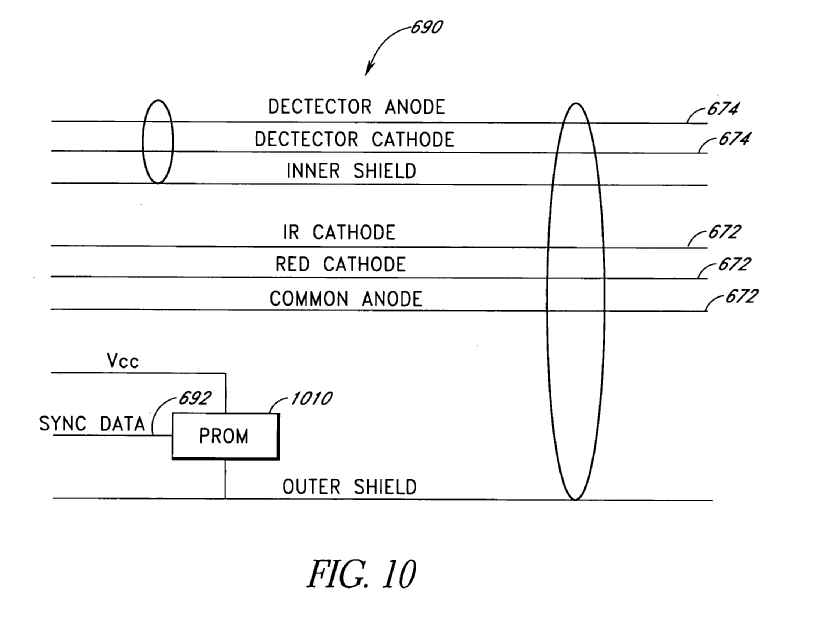 690
DECTECTOR ANODE
674
DECTECTOR CATHODE
674
INNER SHIELD
IR CATHODE
672
RED CATHODE
672
COMMON ANODE
672
Vcc
692
1010
SYNC DATA
PROM
OUTER SHIELD
FIG. 10